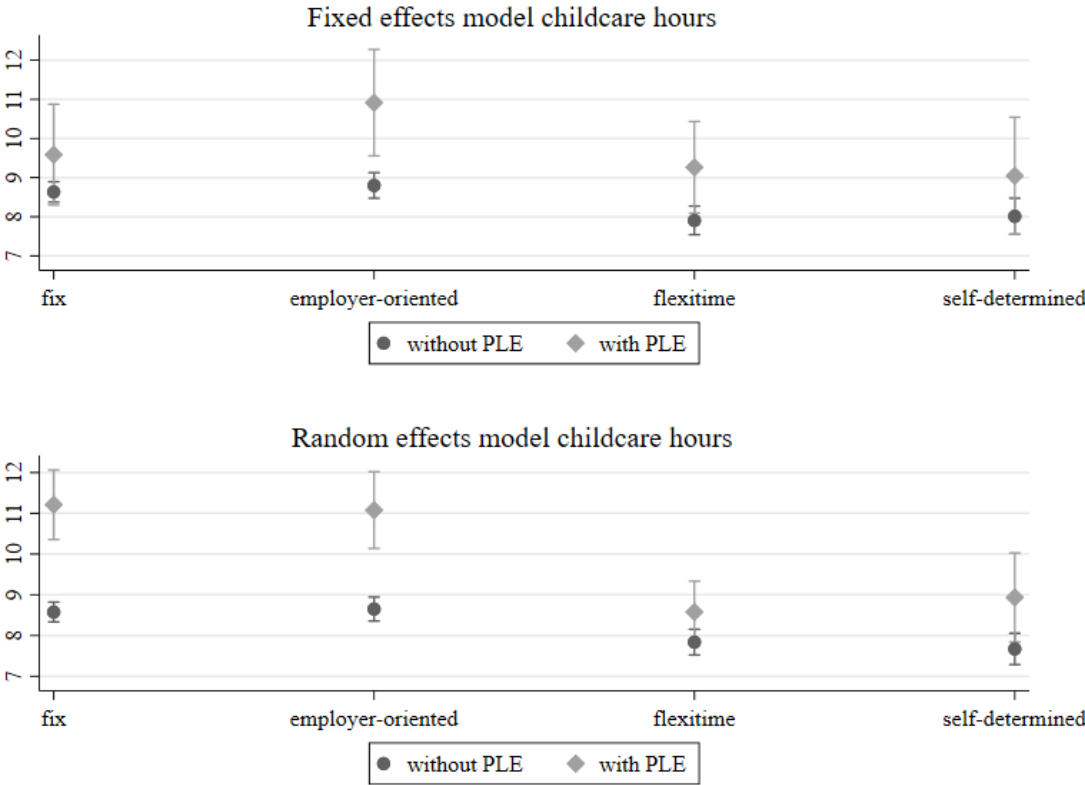 Fixed effects model childcare hours
12
11
10
9
8
7
fix employer-oriented flexitime self-determined
without PLE with PLE
Random effects model childcare hours
12
11
10
9
8
7
fix employer-oriented flexitime self-determined
without PLE with PLE